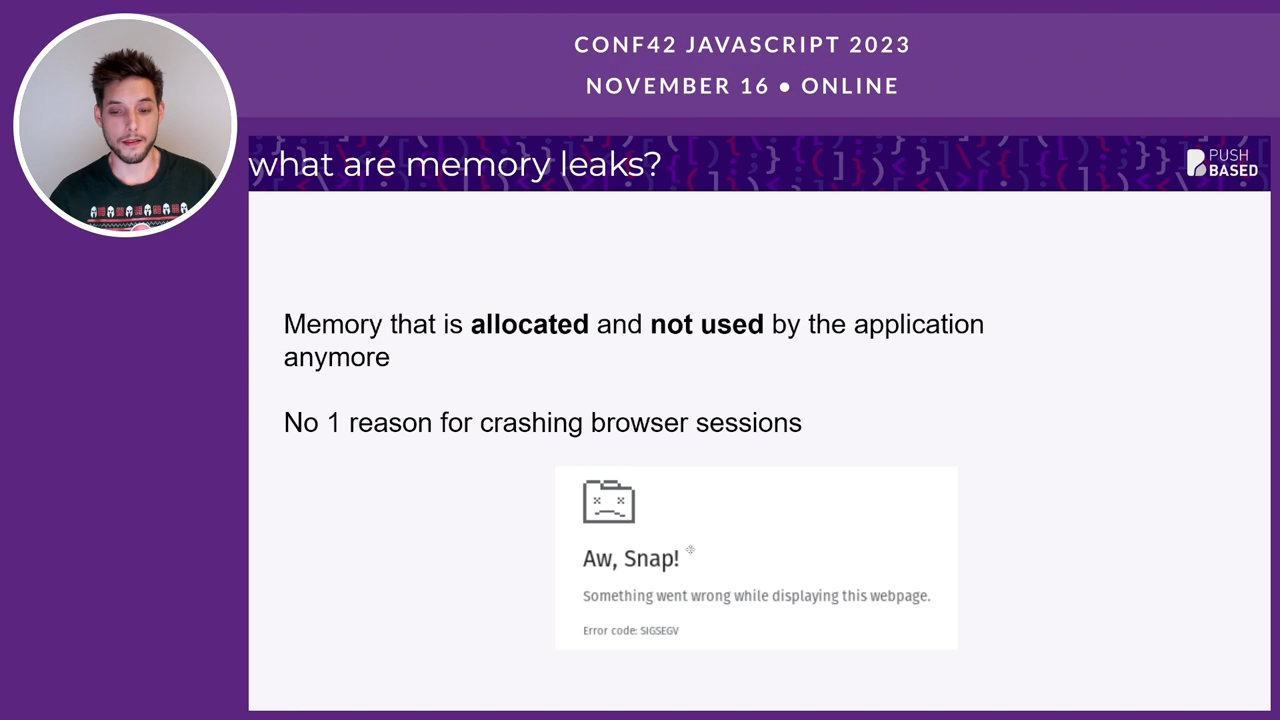 CONF42 JAVASCRIPT 2023
NOVEMBER 16 ● ONLINE
what are memory leaks?
PUSH
BASED
Memory that is allocated and not used by the application
anymore
No 1 reason for crashing browser sessions
Aw, Snap!
Something went wrong while displaying this webpage.
Error code: SIGSEGV